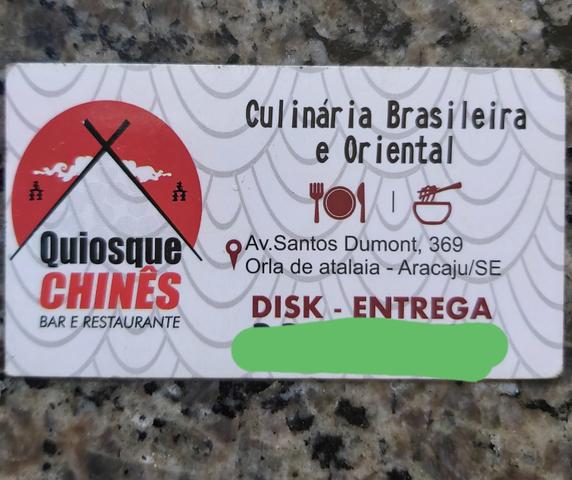 Quiosque
CHINÊS
BAR E RESTAURANTE
Culinária Brasileira
e Oriental
Av.Santos Dumont, 369
Orla de atalaia - Aracaju/SE
DISK - ENTREGA